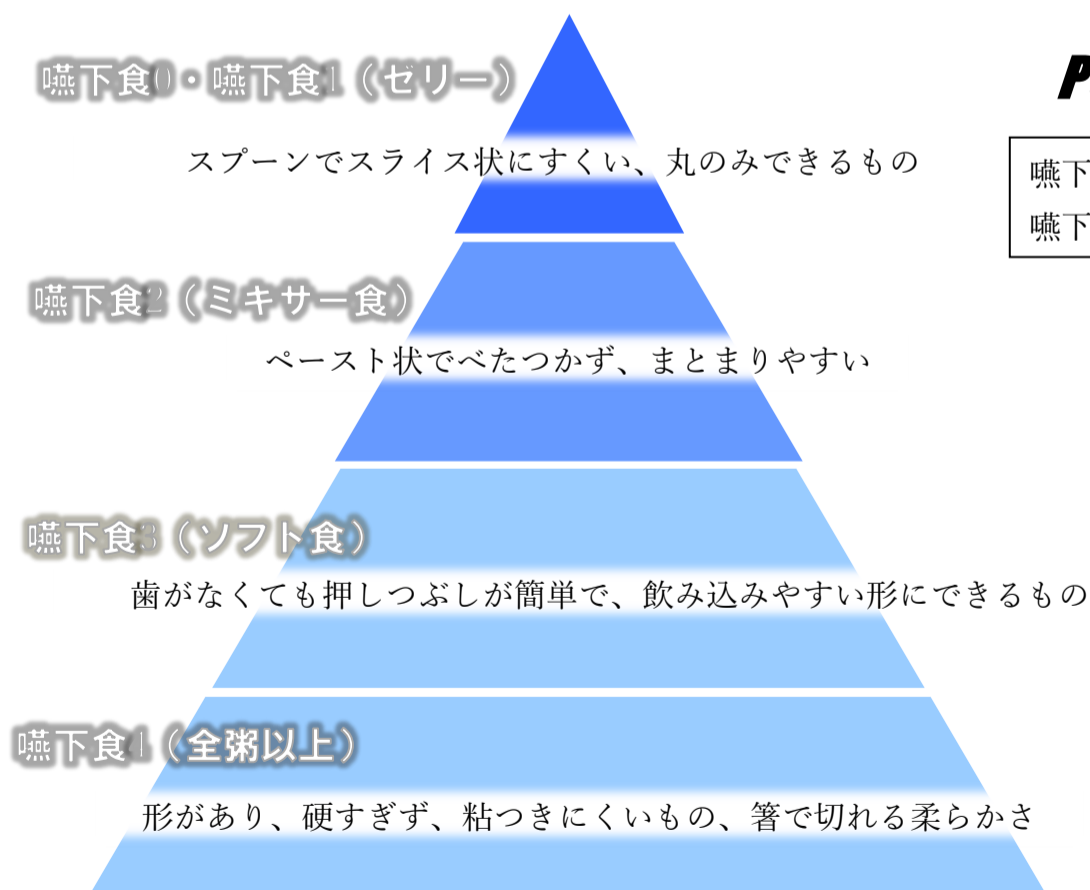 嚥下食0・嚥下食1（ゼリー）
スプーンでスライス状にすくい、丸のみできるもの
嚥下食2（ミキサー食）
ペースト状でべたつかず、まとまりやすい
嚥下食3（ソフト食）
歯がなくても押しつぶしが簡単で、飲み込みやすい形にできるもの
嚥下食4（全粥以上）
形があり、硬すぎず、粘つきにくいもの、箸で切れる柔らかさ
P
嚥下
嚥下